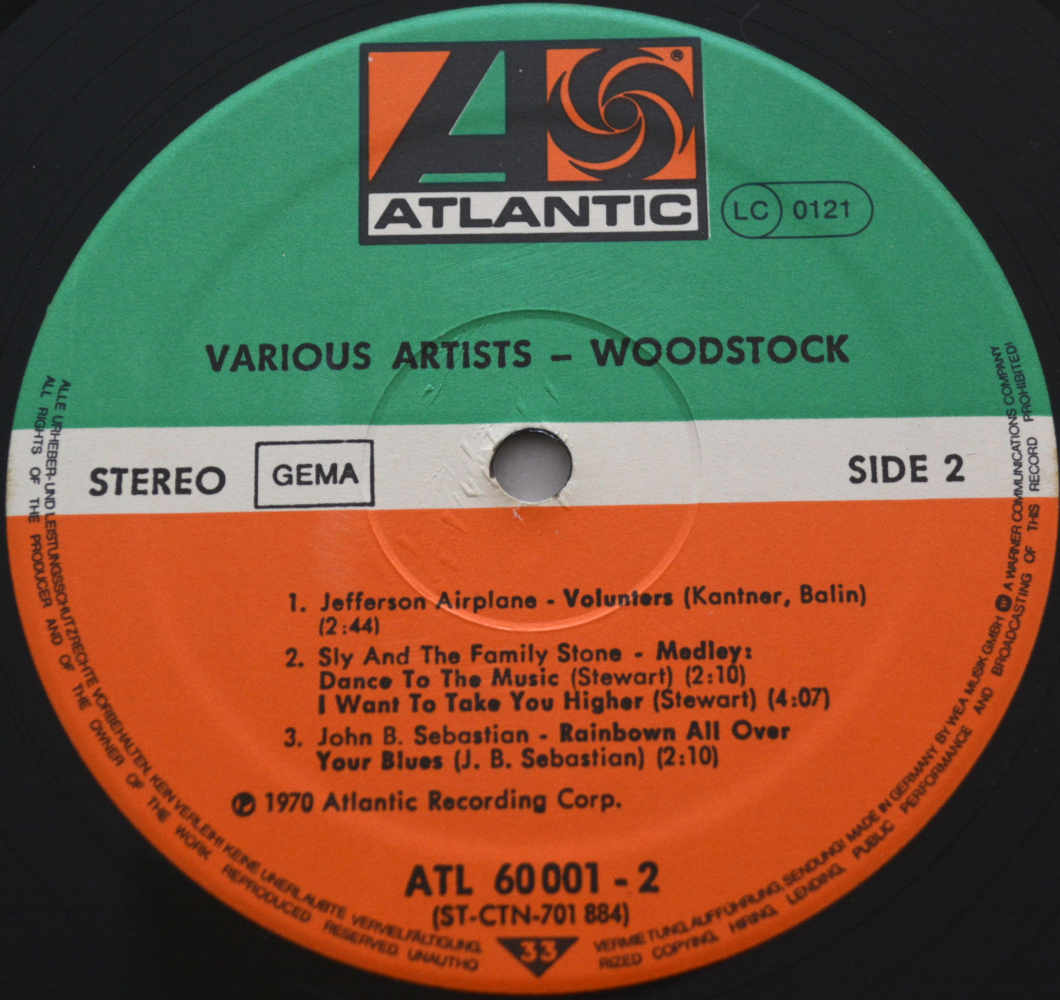 ATLANTIC
®
LC 0121
VARIOUS ARTISTS – WOODSTOCK
STEREO
GEMA
SIDE 2
1. Jefferson Airplane - Volunters (Kantner, Balin)
(2:44)
2. Sly And The Family Stone - Medley:
Dance To The Music (Stewart) (2:10)
I Want To Take You Higher (Stewart) (4:07)
3. John B. Sebastian - Rainbown All Over
Your Blues (J. B. Sebastian) (2:10)
℗ 1970 Atlantic Recording Corp.
ATL 60001 - 2
(ST-CTN-701 884)
33
ALLE URHEBER- UND LEISTUNGSSCHUTZRECHTE VORBEHALTEN. KEIN VERLEIH! KEINE UNERLAUBTE VERVIELFÄLTIGUNG, VERMIETUNG, AUFFÜHRUNG, SENDUNG! MADE IN GERMANY BY WEA MUSIK GMBH A WARNER COMMUNICATIONS COMPANY
ALL RIGHTS OF THE PRODUCER AND OF THE OWNER OF THE WORK REPRODUCED RESERVED. UNAUTHORIZED COPYING, HIRING, LENDING, PUBLIC PERFORMANCE AND BROADCASTING OF THIS RECORD PROHIBITED!